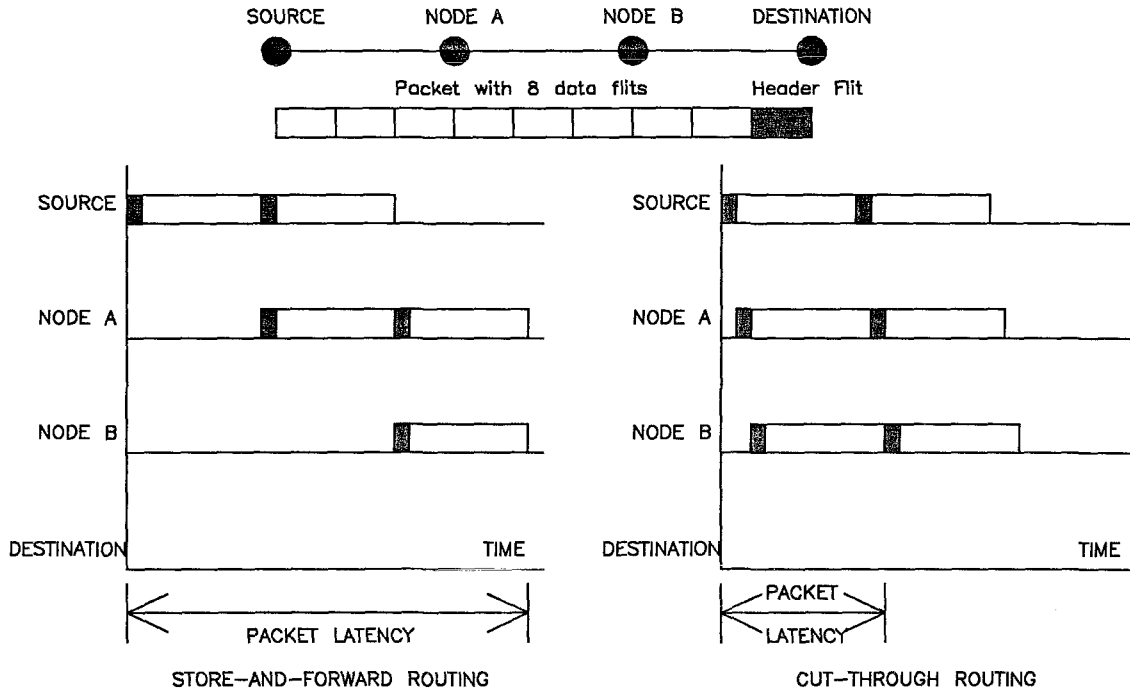 SOURCE NODE A NODE B DESTINATION
Packet with 8 data flits Header Flit
SOURCE
NODE A
NODE B
DESTINATION TIME
PACKET LATENCY
STORE-AND-FORWARD ROUTING
SOURCE
NODE A
NODE B
DESTINATION TIME
PACKET
LATENCY
CUT-THROUGH ROUTING